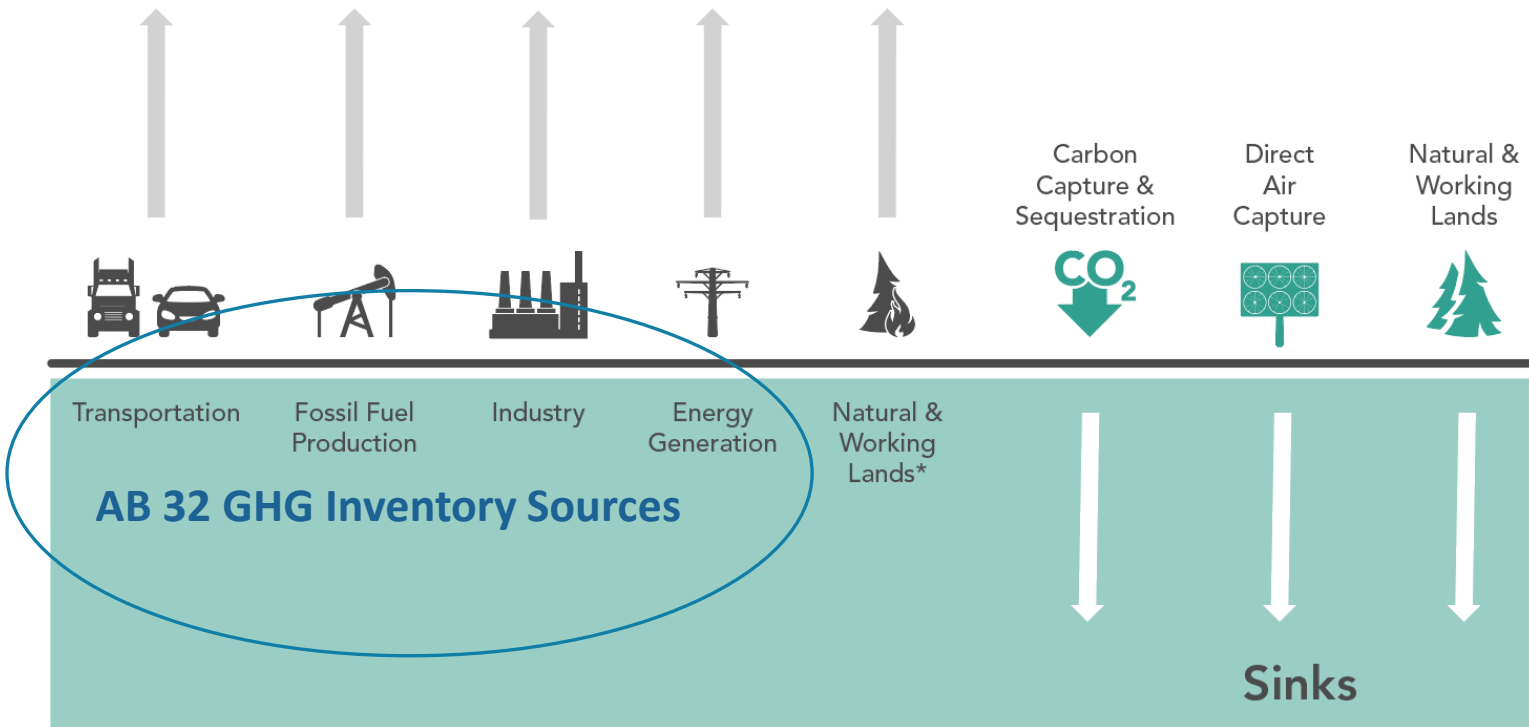 Carbon
Capture &
Sequestration
Direct
Air
Capture
Natural &
Working
Lands
CO2
Transportation
Fossil Fuel
Production
Industry
Energy
Generation
Natural &
Working
Lands*
AB 32 GHG Inventory Sources
Sinks